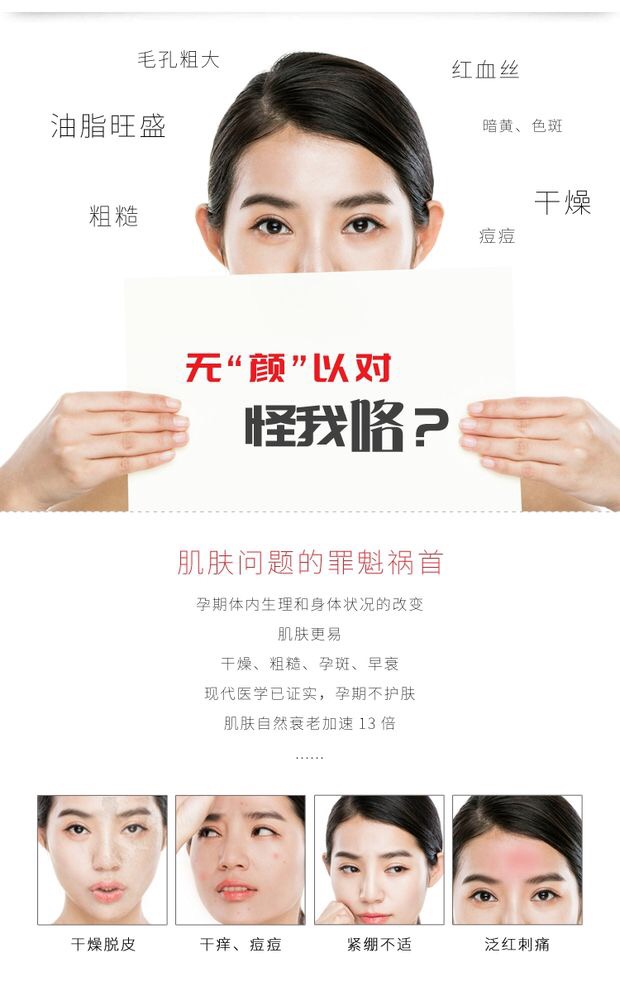 毛孔粗大
红血丝
油脂旺盛
暗黄、色斑
粗糙
干燥
痘痘
无“颜”以对
怪我咯？
肌肤问题的罪魁祸首
孕期体内生理和身体状况的改变
肌肤更易
干燥、粗糙、孕斑、早衰
现代医学已证实，孕期不护肤
肌肤自然衰老加速 13 倍
······
干燥脱皮
干痒、痘痘
紧绷不适
泛红刺痛